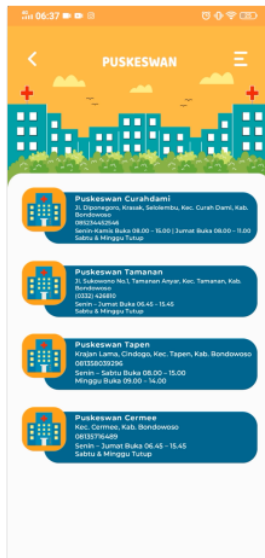 06:37
PUSKESWAN
Puskeswan Curahdami
Jl. Diponegoro, Krasak, Selolembu, Kec. Curah Dami, Kab.
Bondowoso
085234452546
Senin-Kamis Buka 08.00 - 15.00 | Jumat Buka 08.00 - 11.00
Sabtu & Minggu Tutup
Puskeswan Tamanan
Jl. Sukowono No.1, Tamanan Anyar, Kec. Tamanan, Kab.
Bondowoso
(0332) 426810
Senin - Jumat Buka 06.45 - 15.45
Sabtu & Minggu Tutup
Puskeswan Tapen
Krajan Lama, Cindogo, Kec. Tapen, Kab. Bondowoso
081358039296
Senin - Sabtu Buka 08.00 - 15.00
Minggu Buka 09.00 - 14.00
Puskeswan Cermee
Kec. Cermee, Kab. Bondowoso
08135716489
Senin - Jumat Buka 06.45 - 15.45
Sabtu & Minggu Tutup